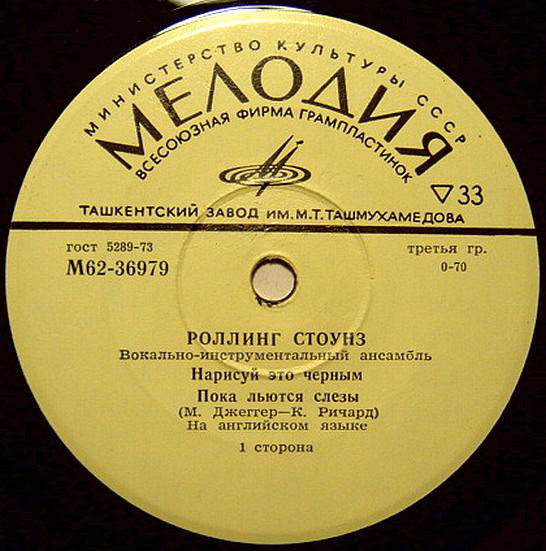 МИНИСТЕРСТВО КУЛЬТУРЫ СССР
МЕЛОДИЯ
ВСЕСОЮЗНАЯ ФИРМА ГРАМПЛАСТИНОК
33
ТАШКЕНТСКИЙ ЗАВОД ИМ. М.Т. ТАШМУХАМЕДОВА
гост 5289-73
третья гр.
М62-36979
0-70
РОЛЛИНГ СТОУНЗ
Вокально-инструментальный ансамбль
Нарисуй это черным
Пока льются слезы
(М. Джеггер—К. Ричард)
На английском языке
1 сторона